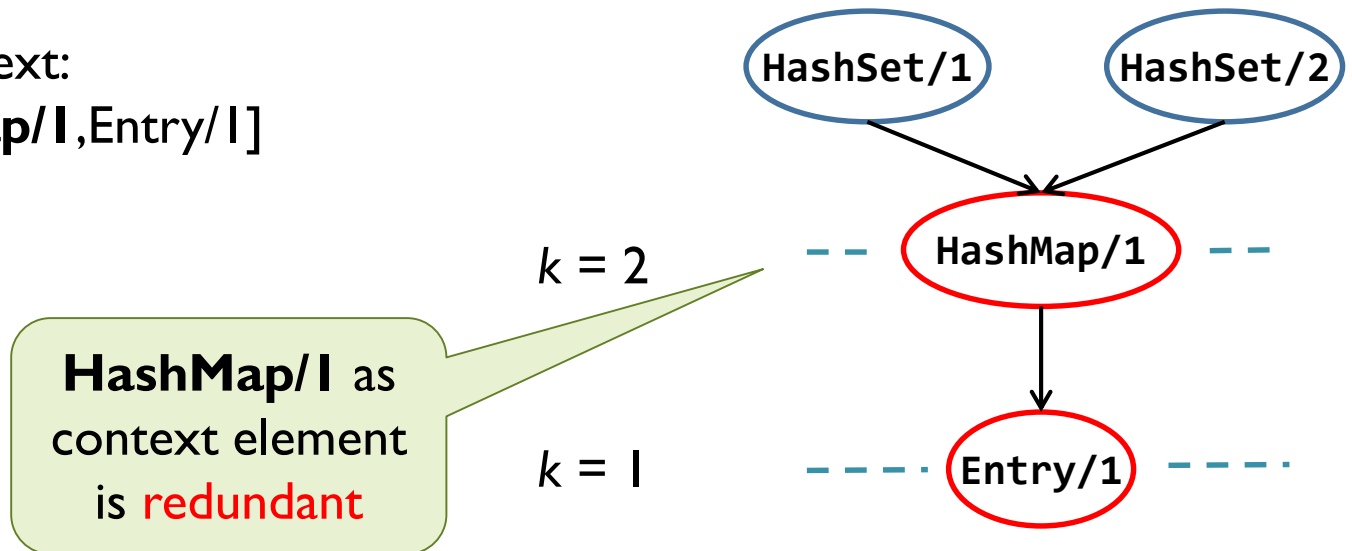 ext:
p/1,Entry/1]
HashSet/1
HashSet/2
HashMap/1
k = 2
HashMap/1 as
context element
is redundant
k = 1
Entry/1